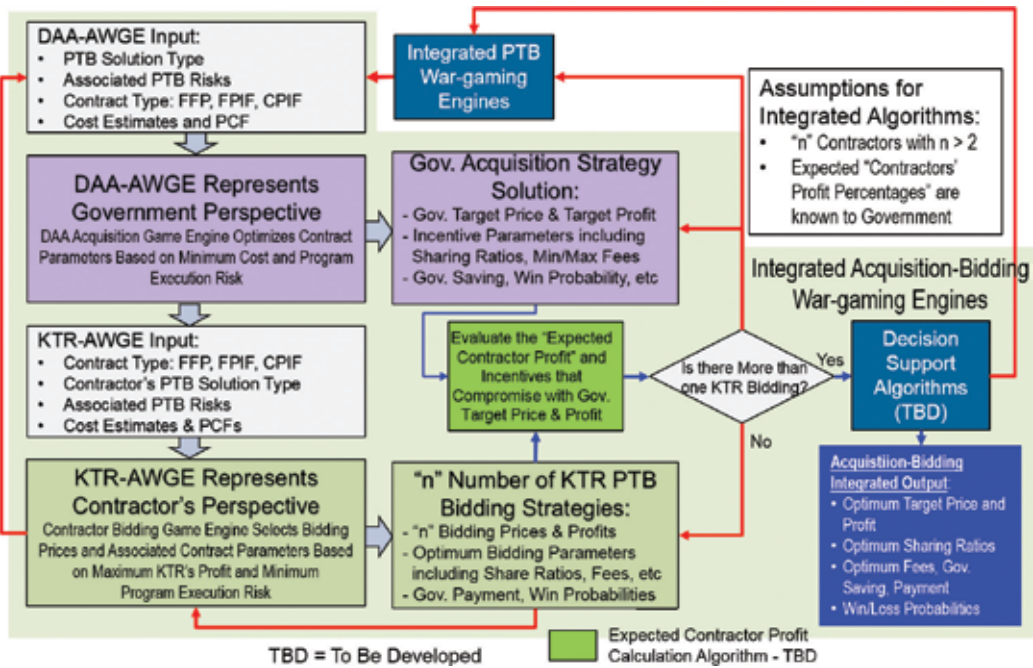 DAA-AWGE Input:
• PTB Solution Type
• Associated PTB Risks
• Contract Type: FFP, FPIF, CPIF
• Cost Estimates and PCF
Integrated PTB
War-gaming
Engines
Assumptions for
Integrated Algorithms:
• “n” Contractors with n > 2
• Expected “Contractors’
Profit Percentages” are
known to Government
DAA-AWGE Represents
Government Perspective
DAA Acquisition Game Engine Optimizes Contract
Parameters Based on Minimum Cost and Program
Execution Risk
Gov. Acquisition Strategy
Solution:
- Gov. Target Price & Target Profit
- Incentive Parameters including
Sharing Ratios, Min/Max Fees
- Gov. Saving, Win Probability, etc
Integrated Acquisition-Bidding
War-gaming Engines
KTR-AWGE Input:
• Contract Type: FFP, FPIF, CPIF
• Contractor’s PTB Solution Type
• Associated PTB Risks
• Cost Estimates & PCFs
Evaluate the “Expected
Contractor Profit” and
Incentives that
Compromise with Gov.
Target Price & Profit
Is there More than
one KTR Bidding?
Yes
No
Decision
Support
Algorithms
(TBD)
KTR-AWGE Represents
Contractor’s Perspective
Contractor Bidding Game Engine Selects Bidding
Prices and Associated Contract Parameters Based
on Maximum KTR’s Profit and Minimum
Program Execution Risk
“n” Number of KTR PTB
Bidding Strategies:
- “n” Bidding Prices & Profits
- Optimum Bidding Parameters
including Share Ratios, Fees, etc
- Gov. Payment, Win Probabilities
Acquistiion-Bidding
Integrated Output:
• Optimum Target Price and
Profit
• Optimum Sharing Ratios
• Optimum Fees, Gov.
Saving, Payment
• Win/Loss Probabilities
TBD = To Be Developed
Expected Contractor Profit
Calculation Algorithm - TBD